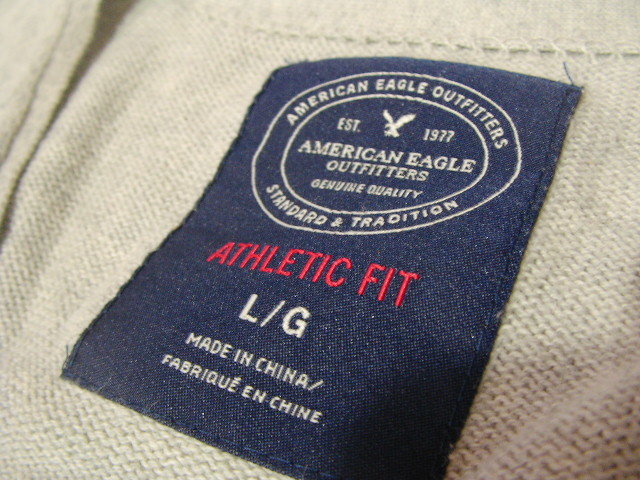 AMERICAN EAGLE OUTFITTERS
EST. 1977
AMERICAN EAGLE
OUTFITTERS
GENUINE QUALITY
STANDARD & TRADITION
ATHLETIC FIT
L/G
MADE IN CHINA/
FABRIQUÉ EN CHINE